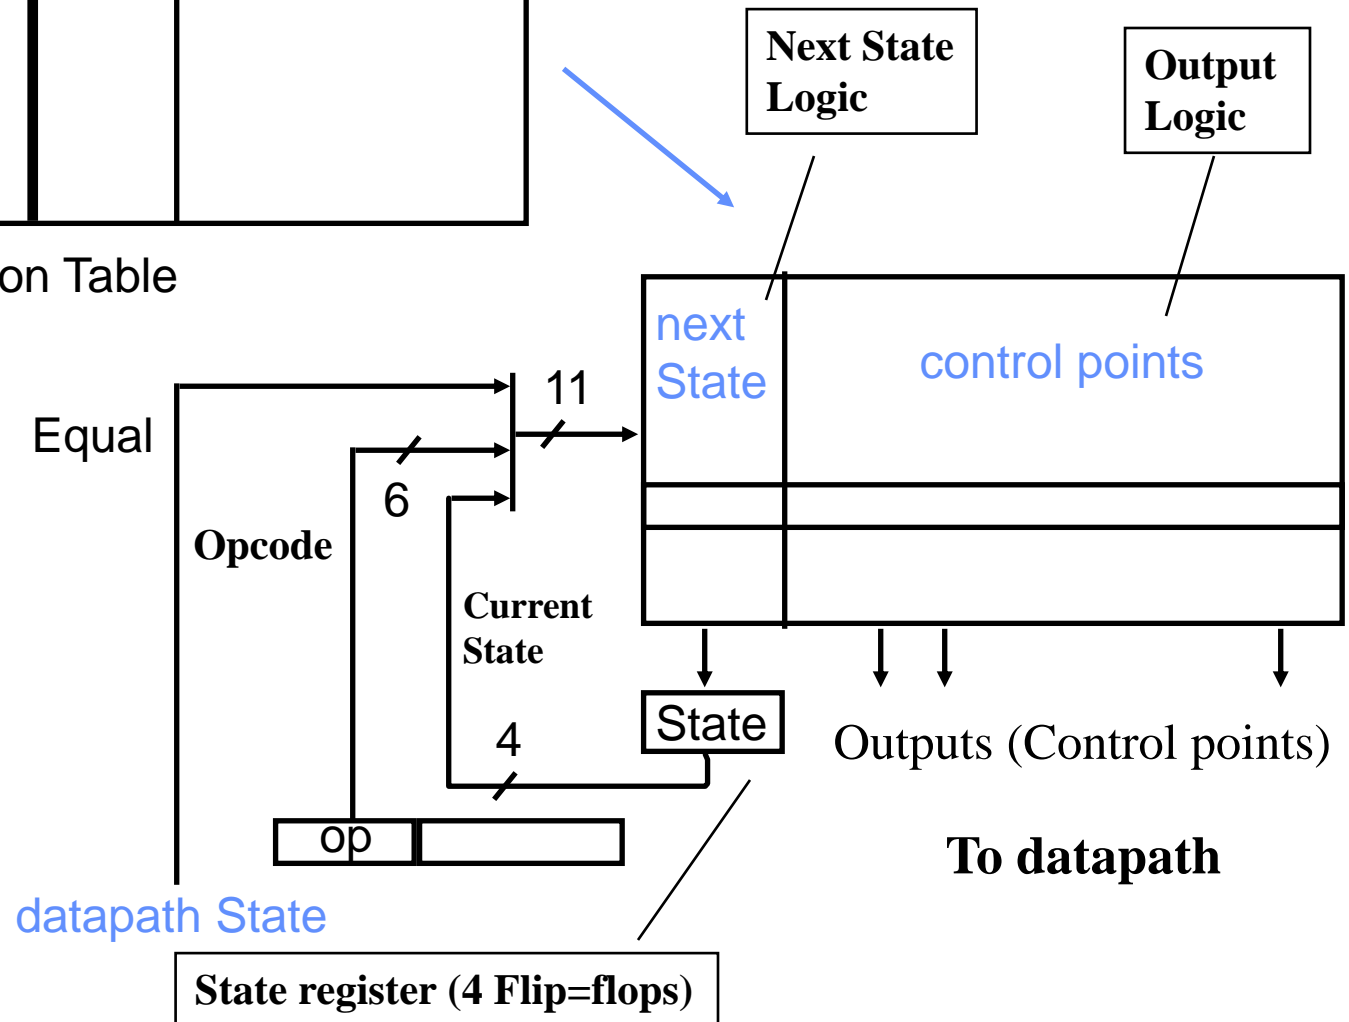 Next State
Logic
Output
Logic
on Table
next
State
control points
11
Equal
6
Opcode
Current
State
State
4
Outputs (Control points)
op
To datapath
datapath State
State register (4 Flip=flops)